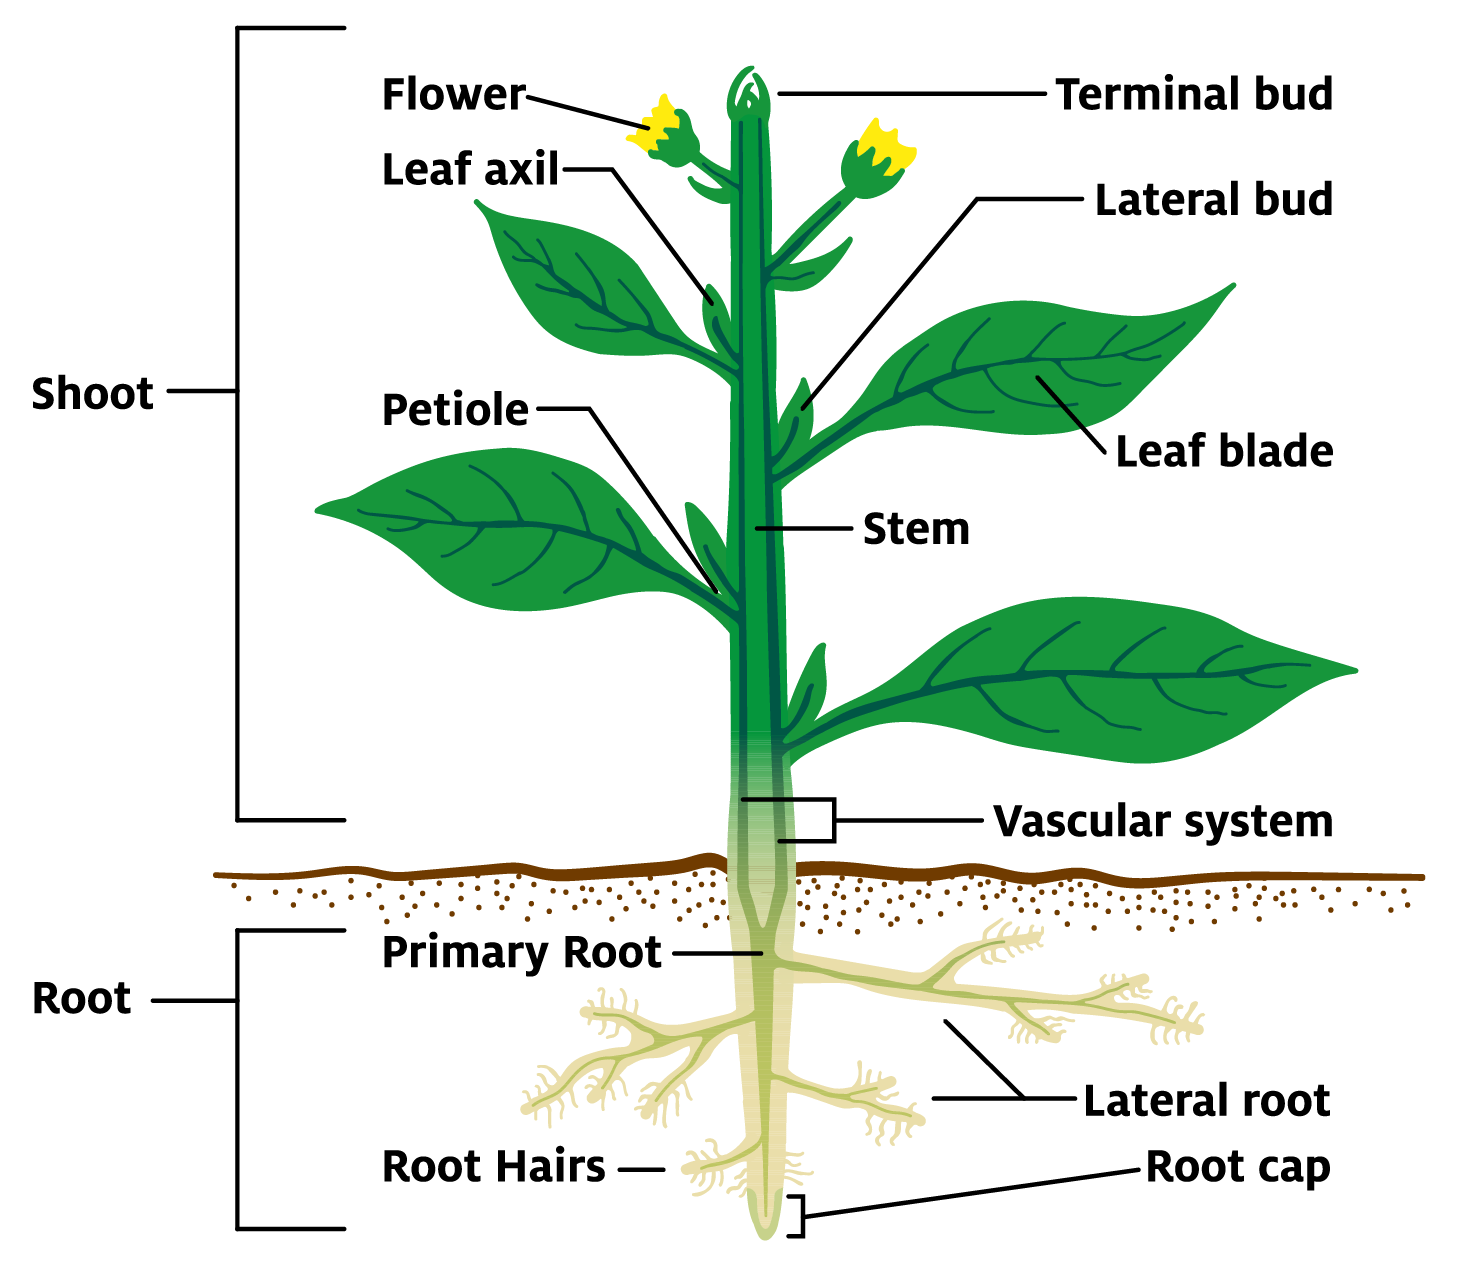 Flower
Terminal bud
Leaf axil
Lateral bud
Shoot
Petiole
Leaf blade
Stem
Vascular system
Primary Root
Root
Lateral root
Root Hairs
Root cap